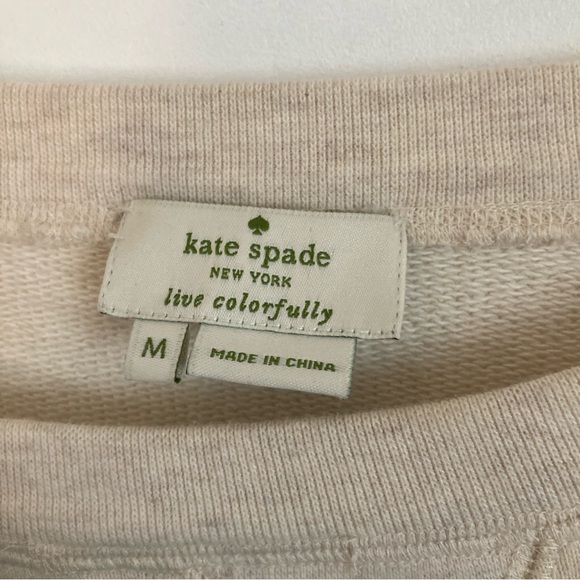 kate spade
NEW YORK
live colorfully
M
MADE IN CHINA